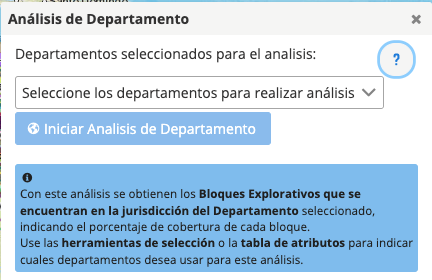 Análisis de Departamento
Departamentos seleccionados para el analisis:
?
Seleccione los departamentos para realizar análisis
Iniciar Analisis de Departamento
Con este análisis se obtienen los Bloques Explorativos que se
encuentran en la jurisdicción del Departamento seleccionado,
indicando el porcentaje de cobertura de cada bloque.
Use las herramientas de selección o la tabla de atributos para indicar
cuales departamentos desea usar para este análisis.